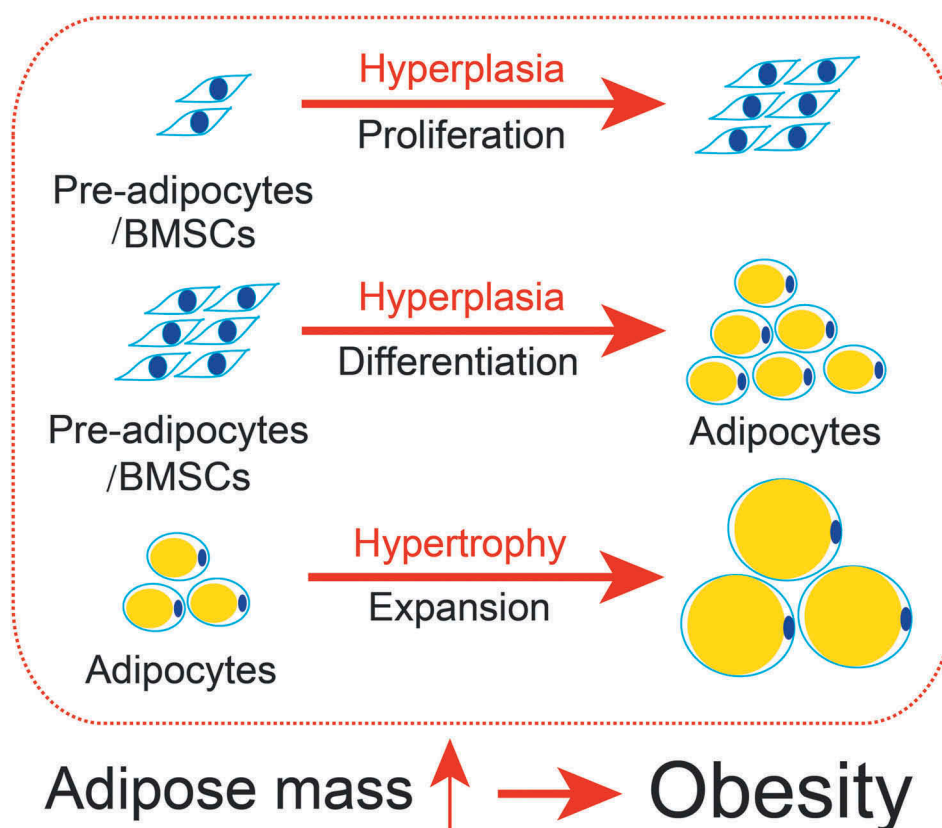 Hyperplasia
Proliferation
Pre-adipocytes
/BMSCs
Hyperplasia
Differentiation
Pre-adipocytes
/BMSCs
Adipocytes
Hypertrophy
Expansion
Adipocytes
Adipose mass
Obesity